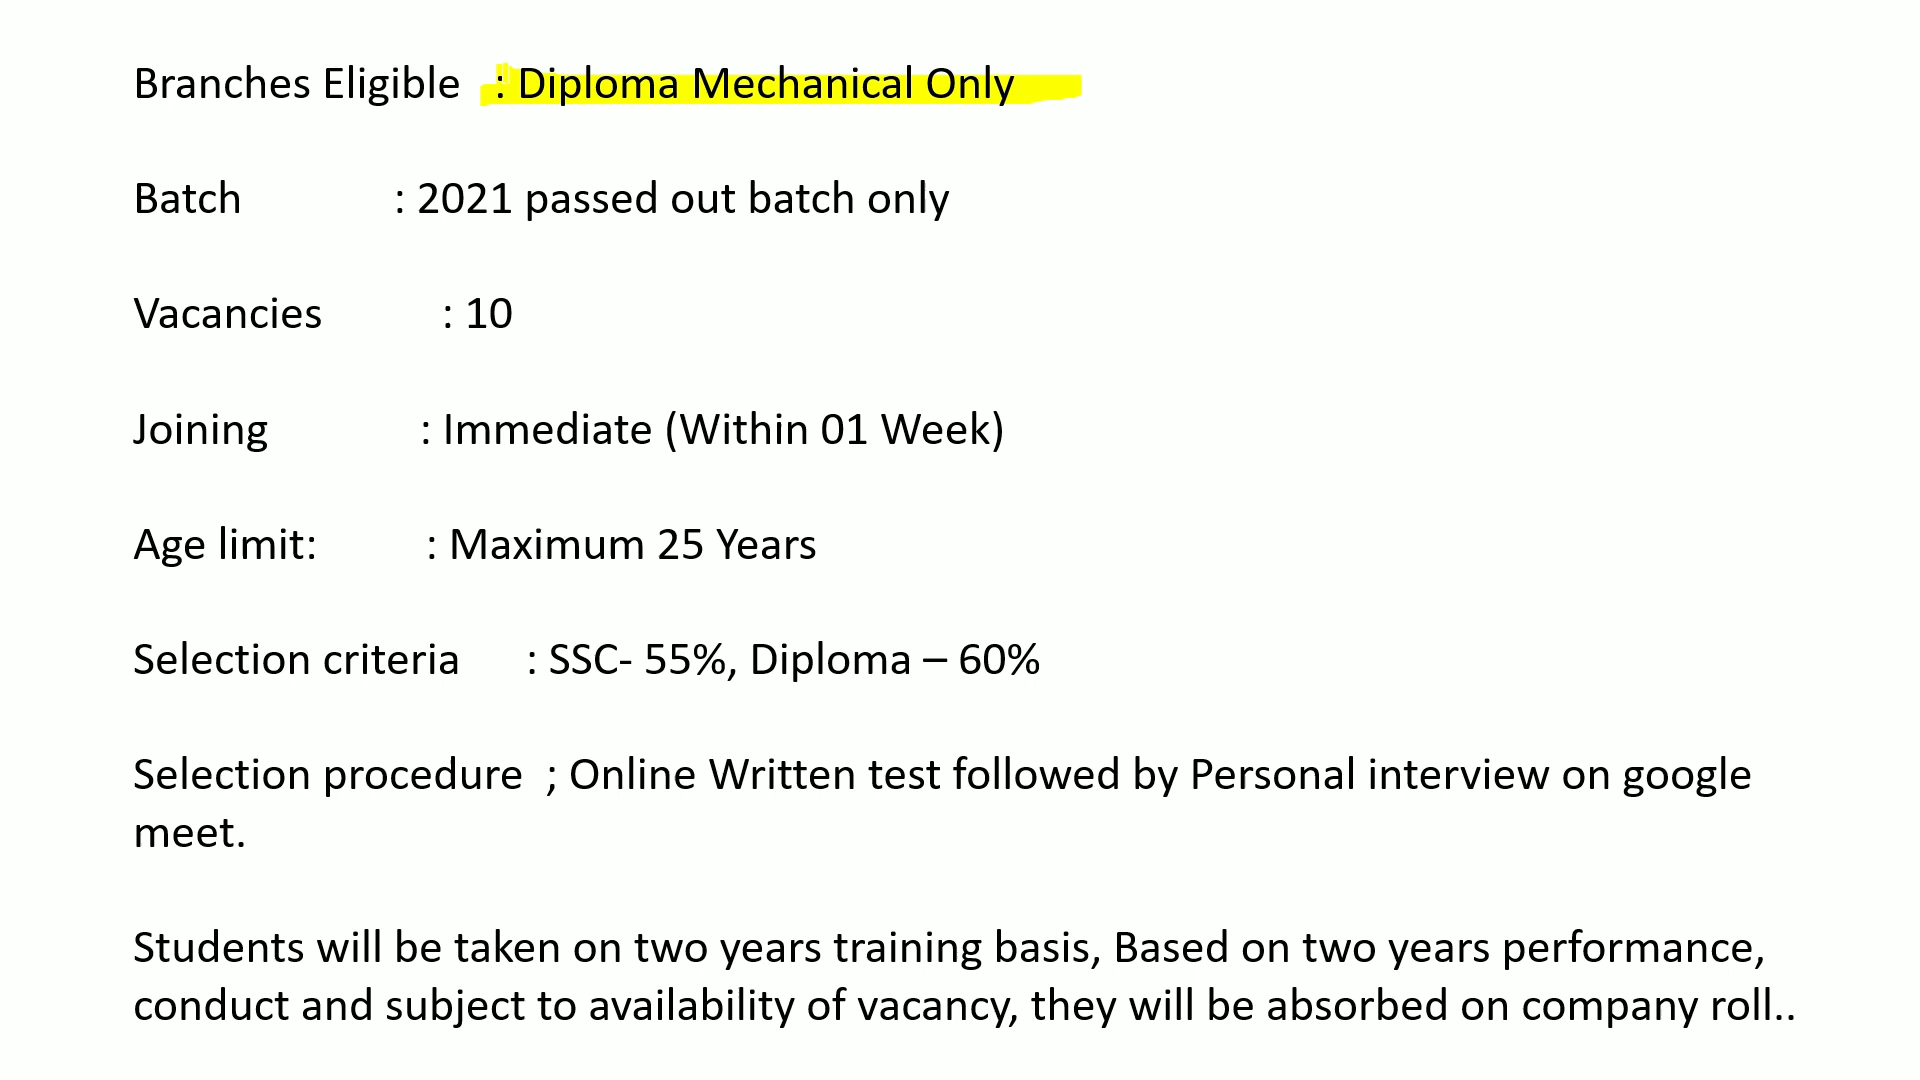 Branches Eligible : Diploma Mechanical Only
Batch : 2021 passed out batch only
Vacancies : 10
Joining : Immediate (Within 01 Week)
Age limit: : Maximum 25 Years
Selection criteria : SSC- 55%, Diploma – 60%
Selection procedure ; Online Written test followed by Personal interview on google
meet.
Students will be taken on two years training basis, Based on two years performance,
conduct and subject to availability of vacancy, they will be absorbed on company roll..